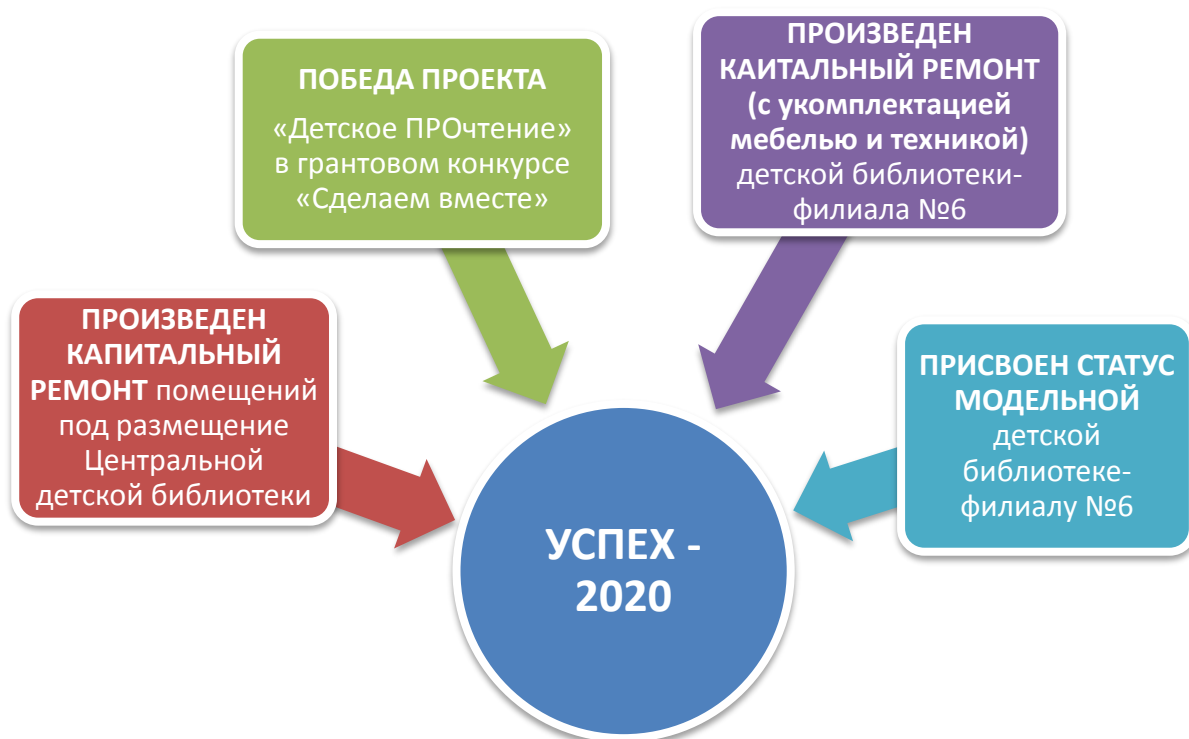 ПОБЕДА ПРОЕКТА
«Детское ПРОчтение»
в грантовом конкурсе
«Сделаем вместе»
ПРОИЗВЕДЕН
КАИТАЛЬНЫЙ РЕМОНТ
(с укомплектацией
мебелью и техникой)
детской библиотеки-
филиала №6
ПРОИЗВЕДЕН
КАПИТАЛЬНЫЙ
РЕМОНТ помещений
под размещение
Центральной
детской библиотеки
ПРИСВОЕН СТАТУС
МОДЕЛЬНОЙ
детской
библиотеке-
филиалу №6
УСПЕХ -
2020